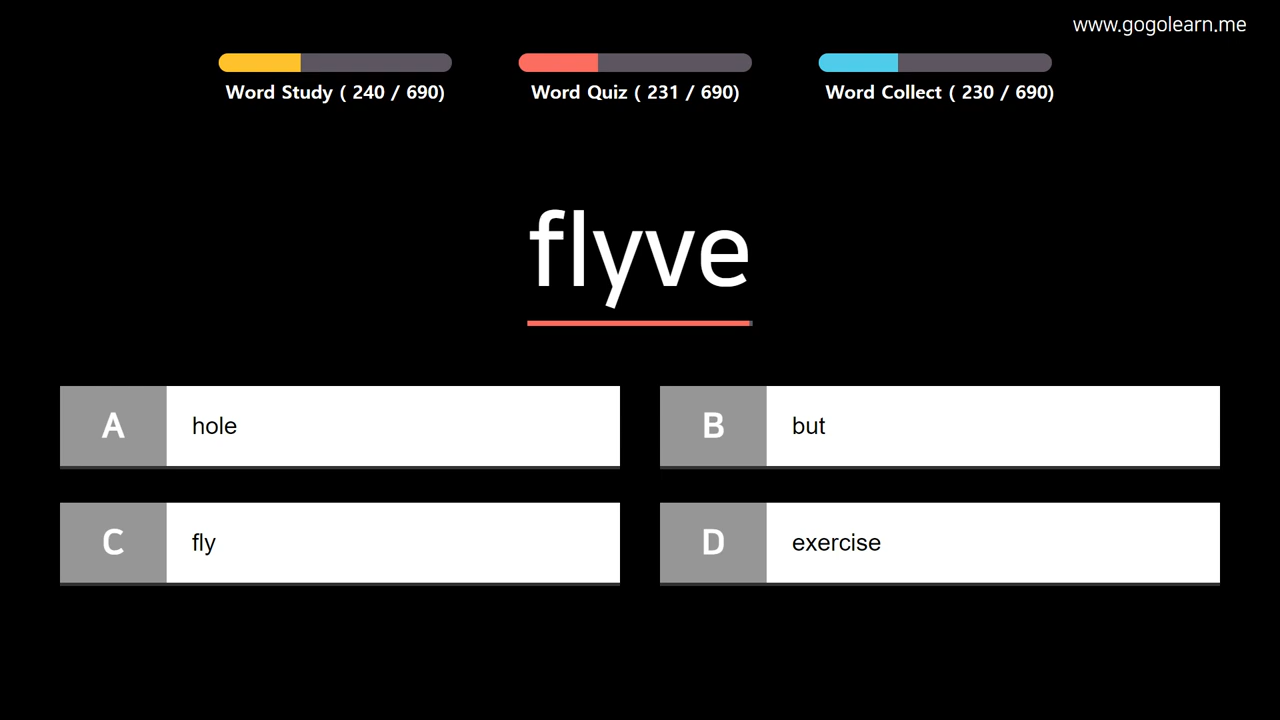 www.gogolearn.me
Word Study ( 240 / 690)
Word Quiz ( 231 / 690)
Word Collect ( 230 / 690)
flyve
A hole
B but
C fly
D exercise